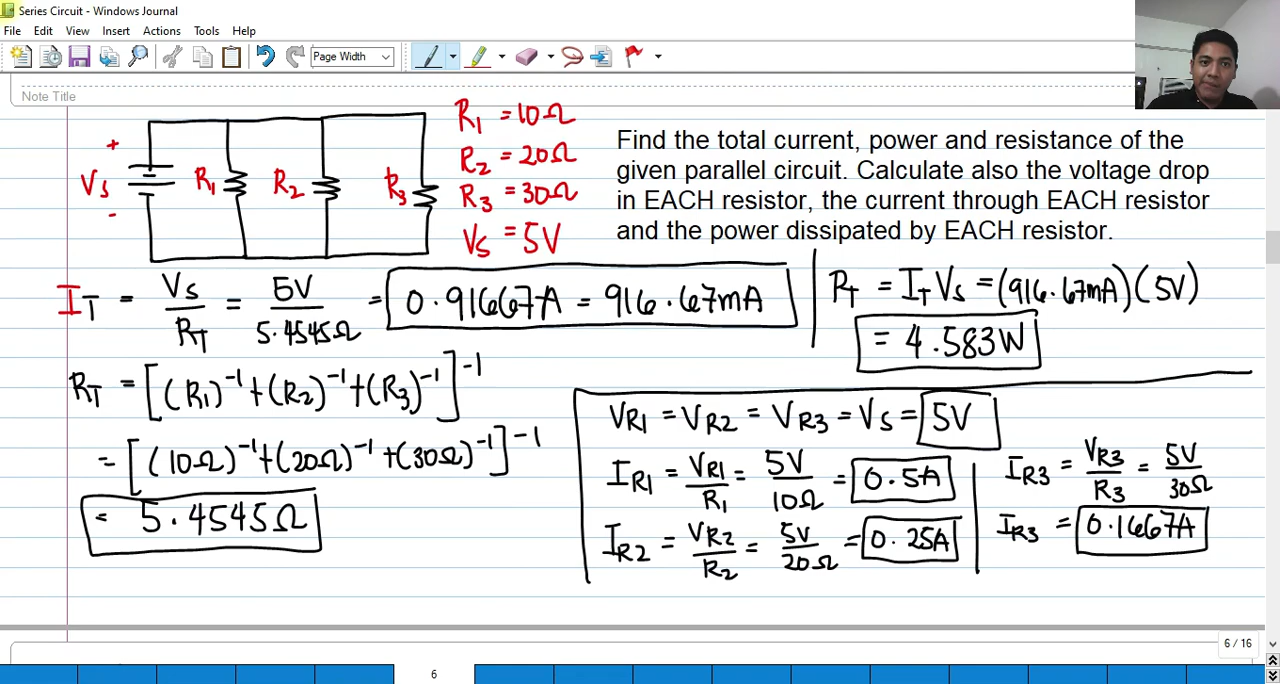 Series Circuit - Windows Journal
File Edit View Insert Actions Tools Help
Page Width
Note Title
Vs + - R1 R2 R3
R1 = 10Ω
R2 = 20Ω
R3 = 30Ω
Vs = 5V
Find the total current, power and resistance of the
given parallel circuit. Calculate also the voltage drop
in EACH resistor, the current through EACH resistor
and the power dissipated by EACH resistor.
IT = Vs/RT = 5V/5.4545Ω = 0.91667A = 916.67mA
RT = [(R1)^-1 + (R2)^-1 + (R3)^-1]^-1
= [(10Ω)^-1 + (20Ω)^-1 + (30Ω)^-1]^-1
= 5.4545Ω
PT = IT Vs = (916.67mA)(5V)
= 4.583W
VR1 = VR2 = VR3 = Vs = 5V
IR1 = VR1/R1 = 5V/10Ω = 0.5A
IR2 = VR2/R2 = 5V/20Ω = 0.25A
IR3 = VR3/R3 = 5V/30Ω
IR3 = 0.1667A
6 / 16
6